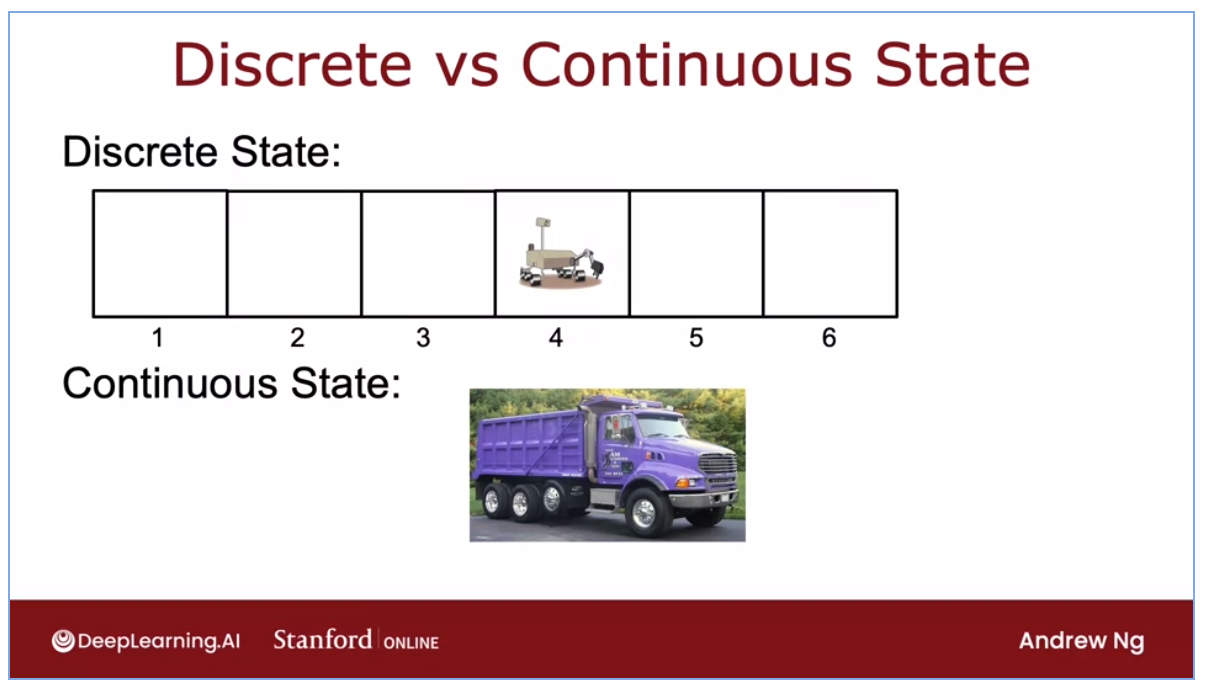 Discrete vs Continuous State
Discrete State:
1 2 3 4 5 6
Continuous State:
DeepLearning.AI Stanford ONLINE Andrew Ng